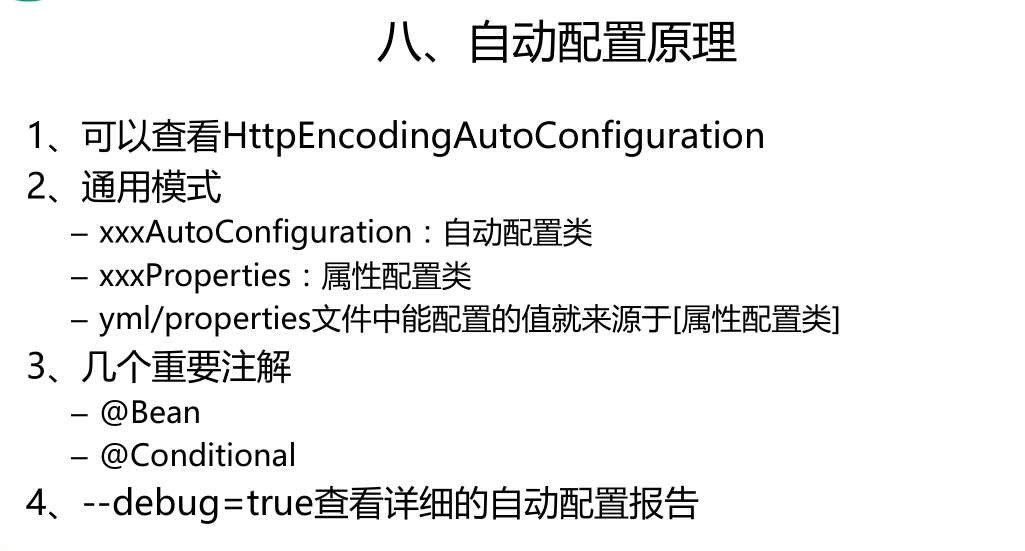 八、自动配置原理
1、可以查看HttpEncodingAutoConfiguration
2、通用模式
– xxxAutoConfiguration：自动配置类
– xxxProperties：属性配置类
– yml/properties文件中能配置的值就来源于[属性配置类]
3、几个重要注解
– @Bean
– @Conditional
4、--debug=true查看详细的自动配置报告